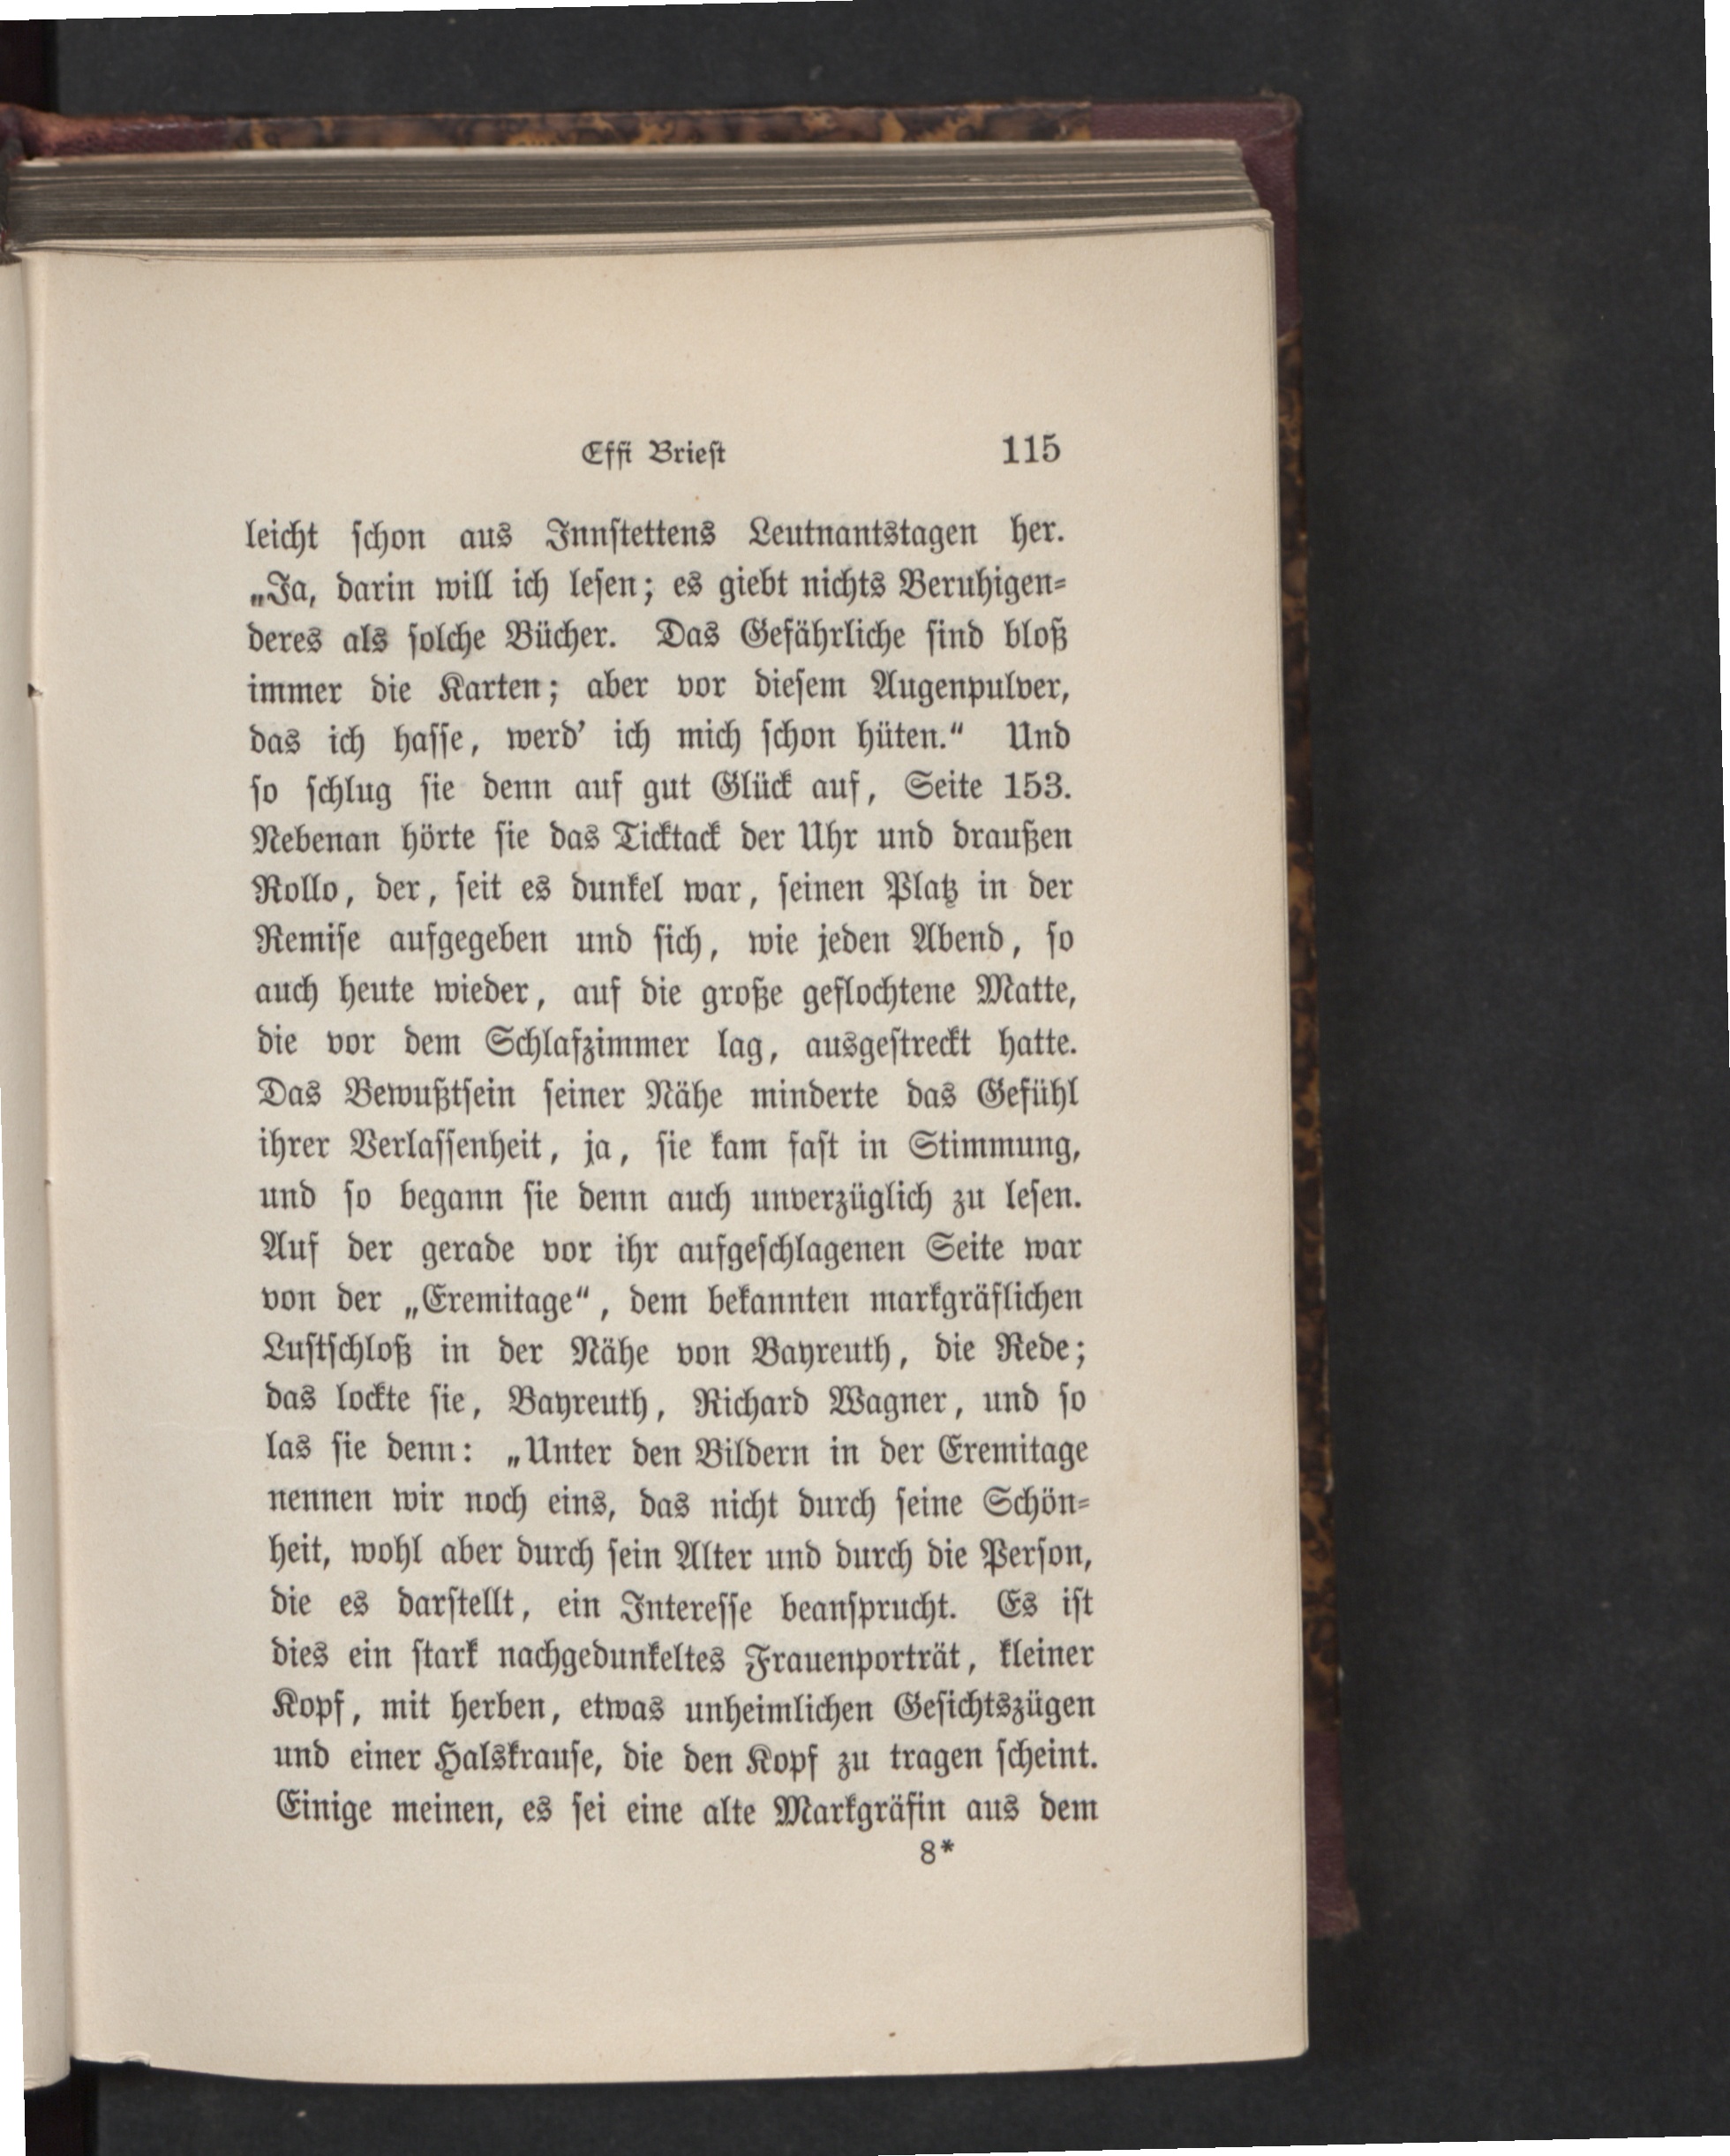 Effi Briest 115
leicht schon aus Innstettens Leutnantstagen her.
„Ja, darin will ich lesen; es giebt nichts Beruhigen-
deres als solche Bücher. Das Gefährliche sind bloß
immer die Karten; aber vor diesem Augenpulver,
das ich hasse, werd’ ich mich schon hüten.“ Und
so schlug sie denn auf gut Glück auf, Seite 153.
Nebenan hörte sie das Ticktack der Uhr und draußen
Rollo, der, seit es dunkel war, seinen Platz in der
Remise aufgegeben und sich, wie jeden Abend, so
auch heute wieder, auf die große geflochtene Matte,
die vor dem Schlafzimmer lag, ausgestreckt hatte.
Das Bewußtsein seiner Nähe minderte das Gefühl
ihrer Verlassenheit, ja, sie kam fast in Stimmung,
und so begann sie denn auch unverzüglich zu lesen.
Auf der gerade vor ihr aufgeschlagenen Seite war
von der „Eremitage“, dem bekannten markgräflichen
Lustschloß in der Nähe von Bayreuth, die Rede;
das lockte sie, Bayreuth, Richard Wagner, und so
las sie denn: „Unter den Bildern in der Eremitage
nennen wir noch eins, das nicht durch seine Schön-
heit, wohl aber durch sein Alter und durch die Person,
die es darstellt, ein Interesse beansprucht. Es ist
dies ein stark nachgedunkeltes Frauenporträt, kleiner
Kopf, mit herben, etwas unheimlichen Gesichtszügen
und einer Halskrause, die den Kopf zu tragen scheint.
Einige meinen, es sei eine alte Markgräfin aus dem
8*